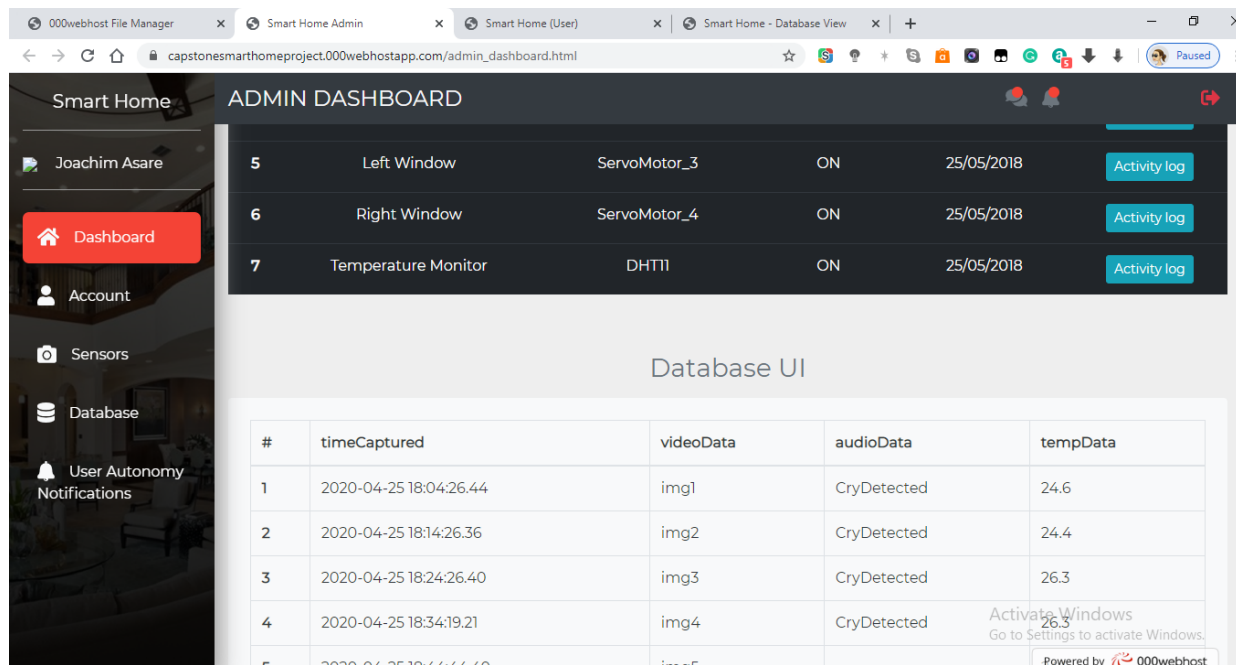 000webhost File Manager
Smart Home Admin
Smart Home (User)
Smart Home - Database View
capstonesmarthomeproject.000webhostapp.com/admin_dashboard.html
Paused
Smart Home
ADMIN DASHBOARD
Joachim Asare
Dashboard
Account
Sensors
Database
User Autonomy
Notifications
5 Left Window ServoMotor_3 ON 25/05/2018 Activity log
6 Right Window ServoMotor_4 ON 25/05/2018 Activity log
7 Temperature Monitor DHT11 ON 25/05/2018 Activity log
Database UI
# timeCaptured videoData audioData tempData
1 2020-04-25 18:04:26.44 img1 CryDetected 24.6
2 2020-04-25 18:14:26.36 img2 CryDetected 24.4
3 2020-04-25 18:24:26.40 img3 CryDetected 26.3
4 2020-04-25 18:34:19.21 img4 CryDetected 26.3
Activate Windows
Go to Settings to activate Windows.
Powered by 000webhost